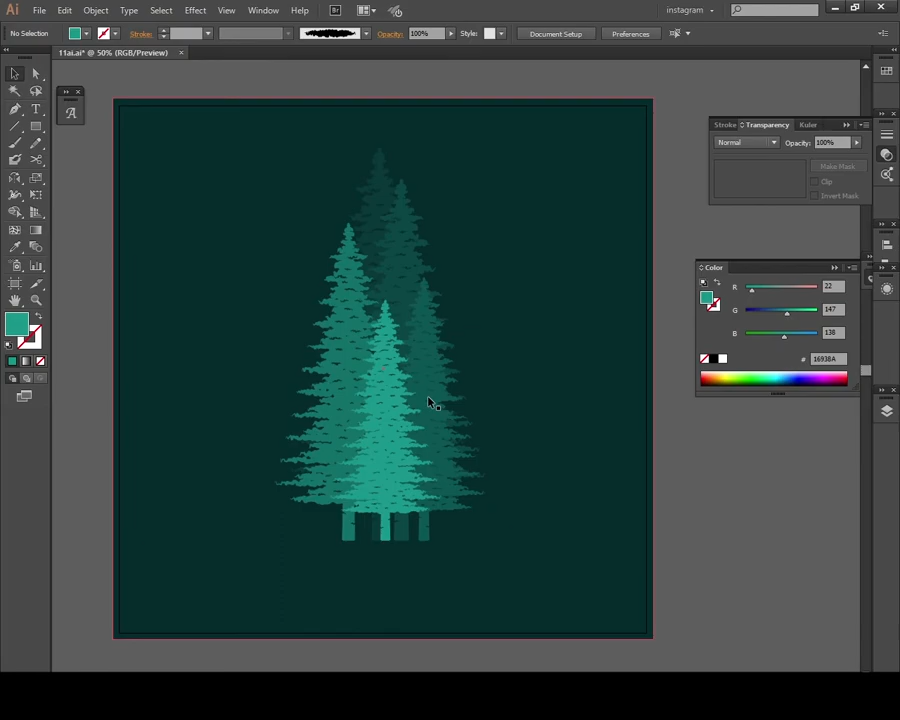 Ai File Edit Object Type Select Effect View Window Help Br instagram
No Selection Stroke: Opacity: 100% Style: Document Setup Preferences
11ai.ai* @ 50% (RGB/Preview) ×
A
T
Stroke Transparency Kuler
Normal Opacity: 100%
Make Mask
Clip
Invert Mask
Color
R 22
G 147
B 138
# 16938A